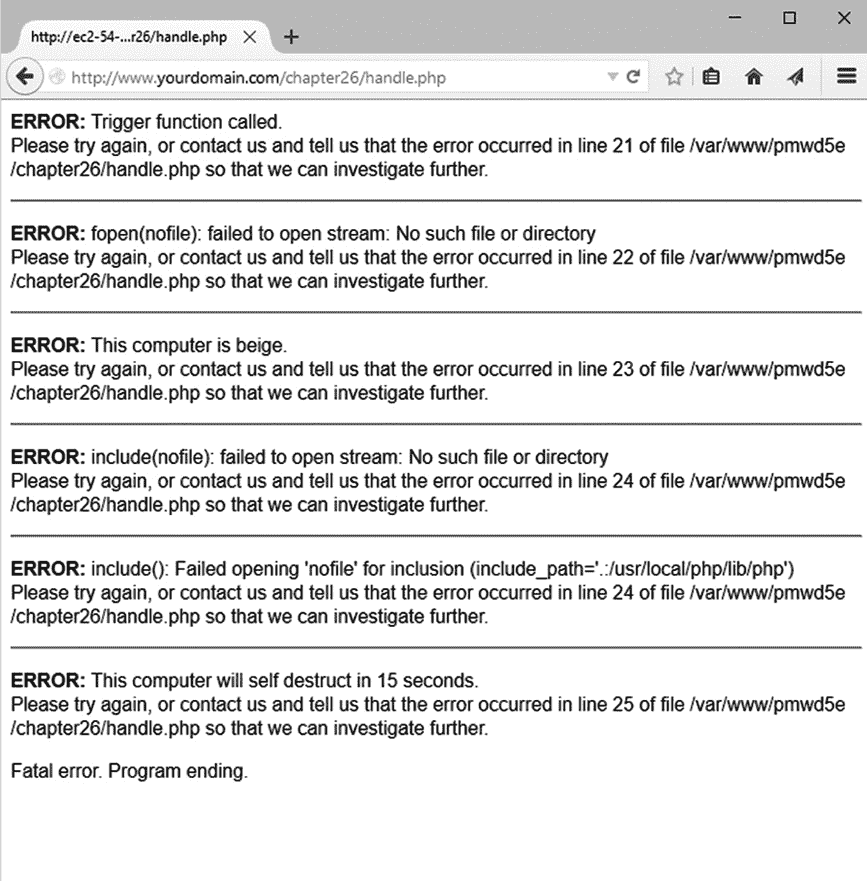 http://ec2-54-...r26/handle.php
http://www.yourdomain.com/chapter26/handle.php
ERROR: Trigger function called.
Please try again, or contact us and tell us that the error occurred in line 21 of file /var/www/pmwd5e
/chapter26/handle.php so that we can investigate further.
ERROR: fopen(nofile): failed to open stream: No such file or directory
Please try again, or contact us and tell us that the error occurred in line 22 of file /var/www/pmwd5e
/chapter26/handle.php so that we can investigate further.
ERROR: This computer is beige.
Please try again, or contact us and tell us that the error occurred in line 23 of file /var/www/pmwd5e
/chapter26/handle.php so that we can investigate further.
ERROR: include(nofile): failed to open stream: No such file or directory
Please try again, or contact us and tell us that the error occurred in line 24 of file /var/www/pmwd5e
/chapter26/handle.php so that we can investigate further.
ERROR: include(): Failed opening 'nofile' for inclusion (include_path='.:/usr/local/php/lib/php')
Please try again, or contact us and tell us that the error occurred in line 24 of file /var/www/pmwd5e
/chapter26/handle.php so that we can investigate further.
ERROR: This computer will self destruct in 15 seconds.
Please try again, or contact us and tell us that the error occurred in line 25 of file /var/www/pmwd5e
/chapter26/handle.php so that we can investigate further.
Fatal error. Program ending.